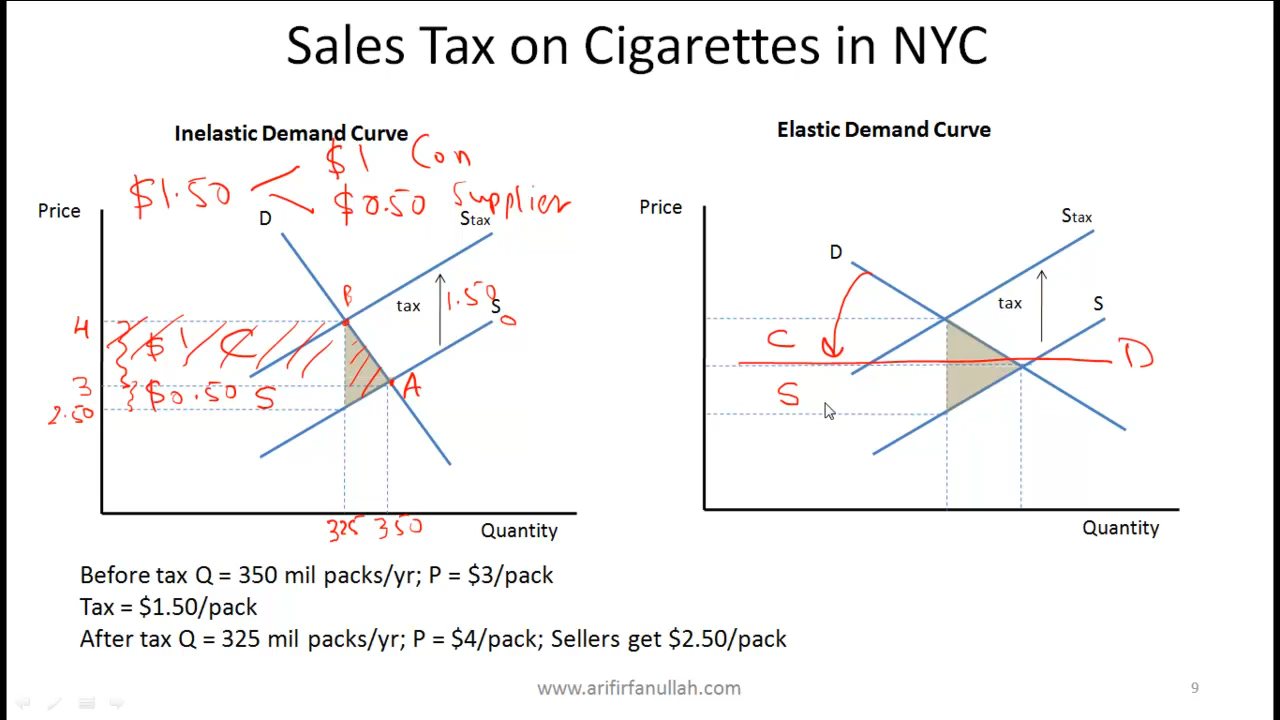 Sales Tax on Cigarettes in NYC
Inelastic Demand Curve
$1.50 < $1 Con
$0.50 Supplier
Price
D
Stax
B
tax
1.50
S0
4
$1 C
3
$0.50 S
A
2.50
325 350
Quantity
Elastic Demand Curve
Price
Stax
D
tax
S
C
D
S
Quantity
Before tax Q = 350 mil packs/yr; P = $3/pack
Tax = $1.50/pack
After tax Q = 325 mil packs/yr; P = $4/pack; Sellers get $2.50/pack
www.arifirfanullah.com
9